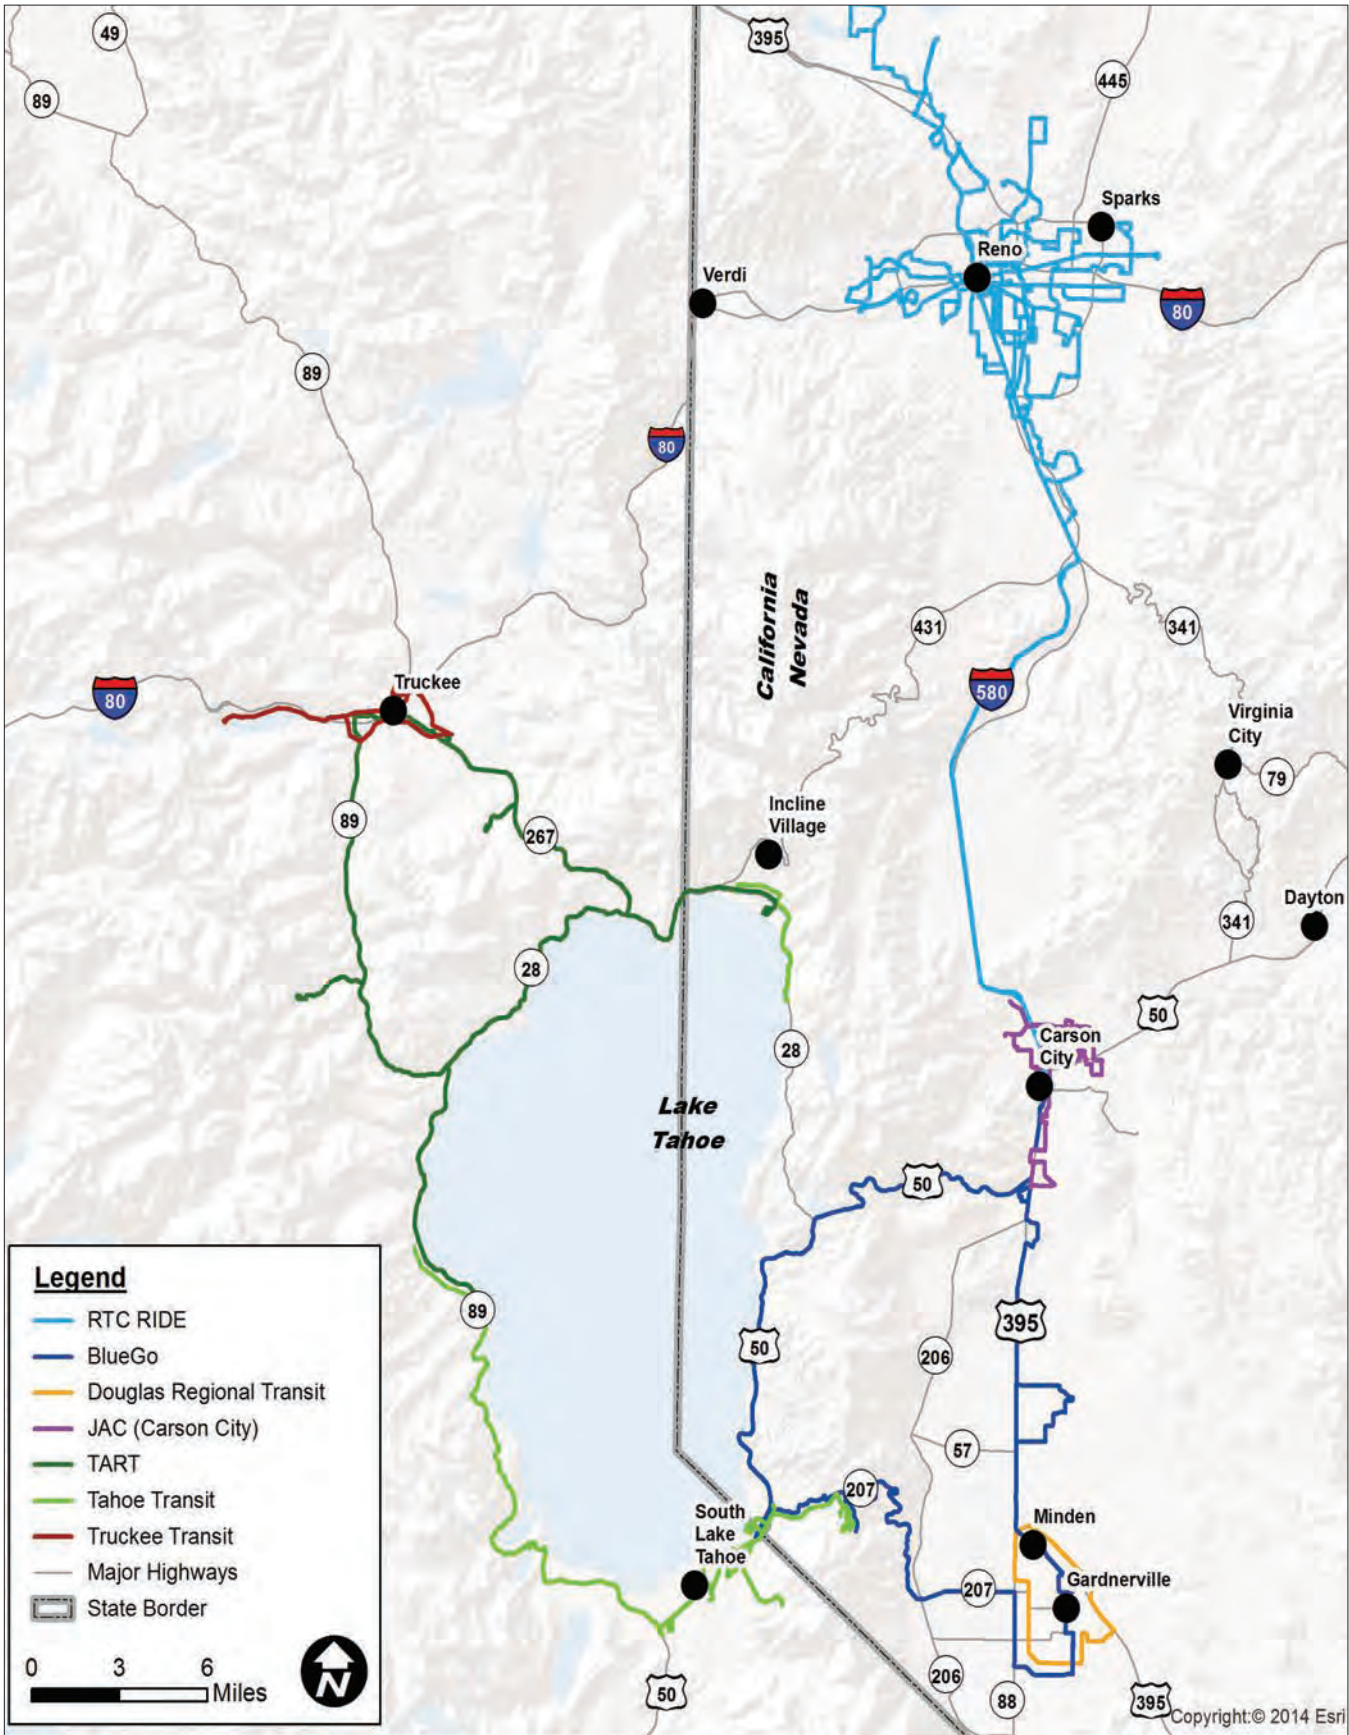 49
395
445
89
Sparks
Reno
Verdi
80
89
80
California
Nevada
431
341
Truckee
580
80
Virginia
City
79
Incline
Village
89
267
Dayton
341
28
50
Carson
City
28
Lake
Tahoe
50
Legend
RTC RIDE
BlueGo
Douglas Regional Transit
JAC (Carson City)
TART
Tahoe Transit
Truckee Transit
Major Highways
State Border
0 3 6
Miles
N
89
395
50
206
57
207
South
Lake
Tahoe
Minden
Gardnerville
207
206
88
50
395
Copyright:© 2014 Esri